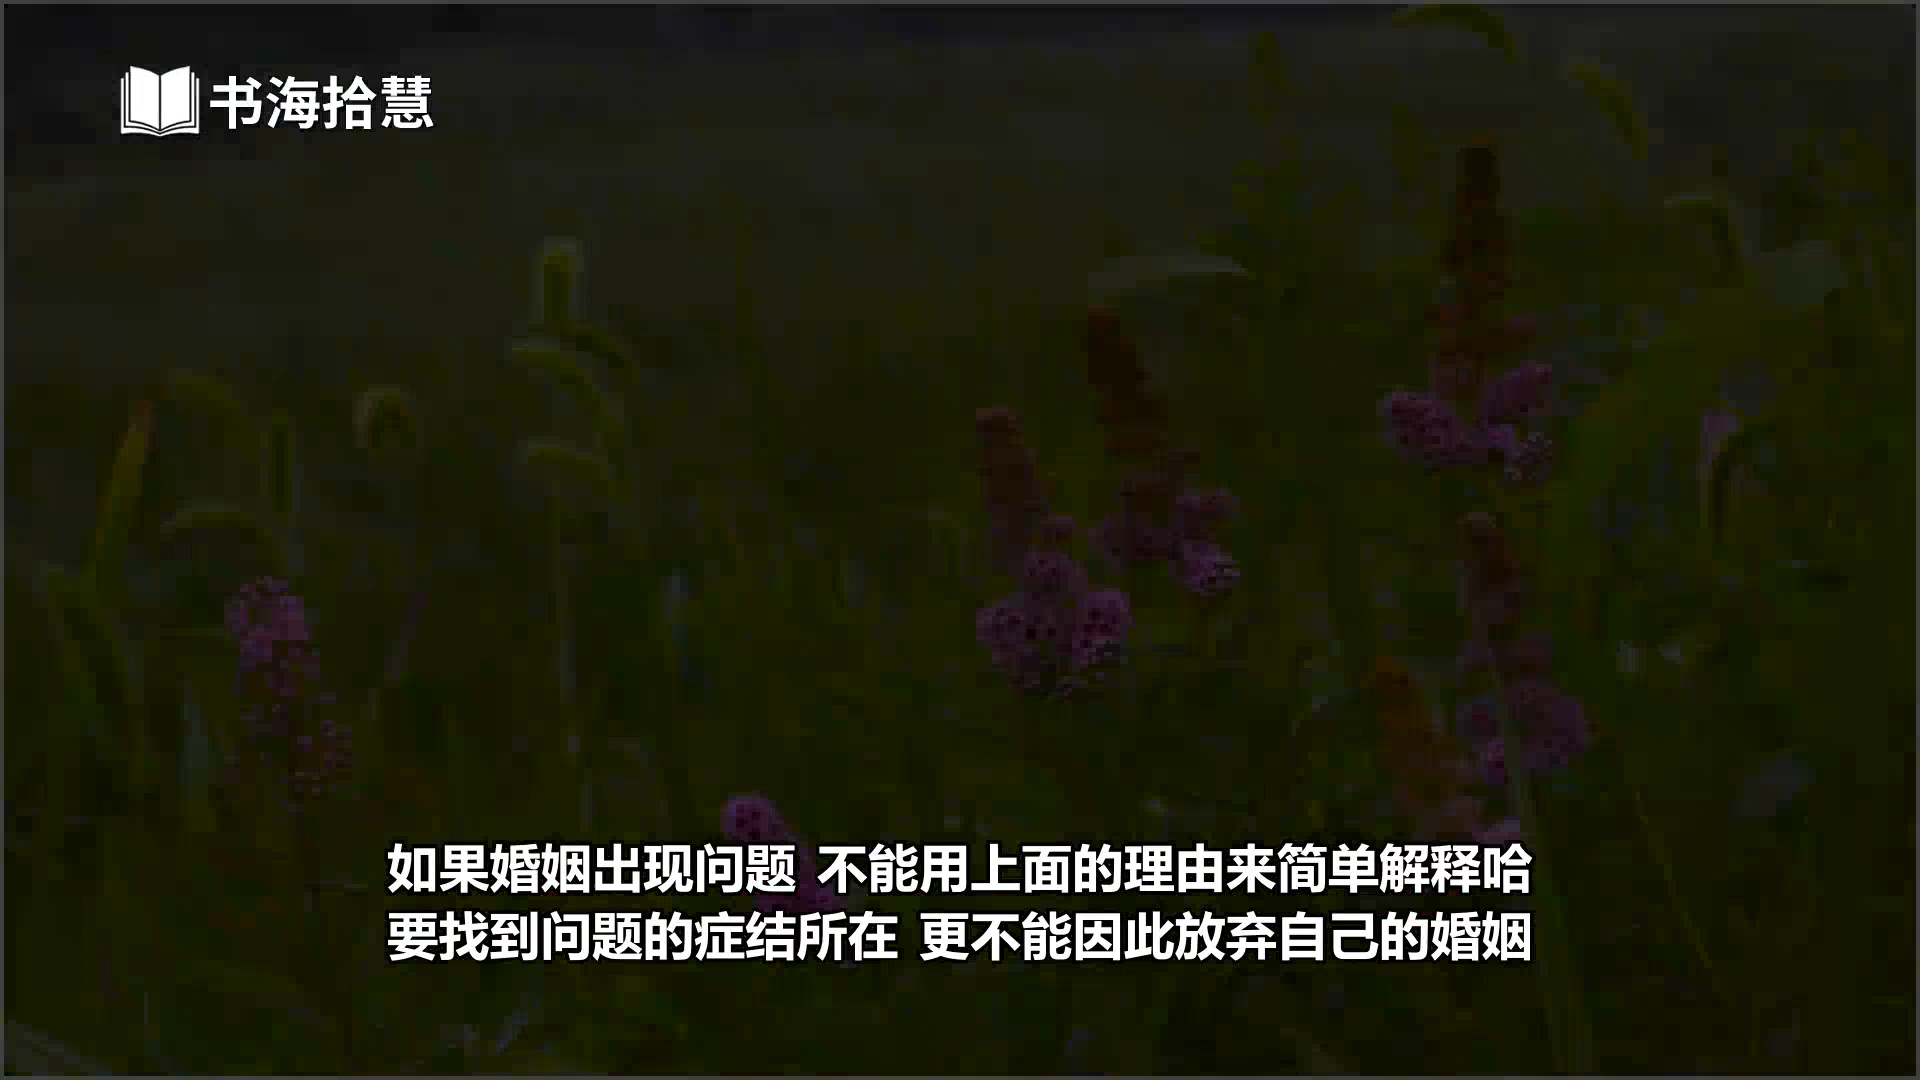 书海拾慧
如果婚姻出现问题 不能用上面的理由来简单解释哈
要找到问题的症结所在 更不能因此放弃自己的婚姻